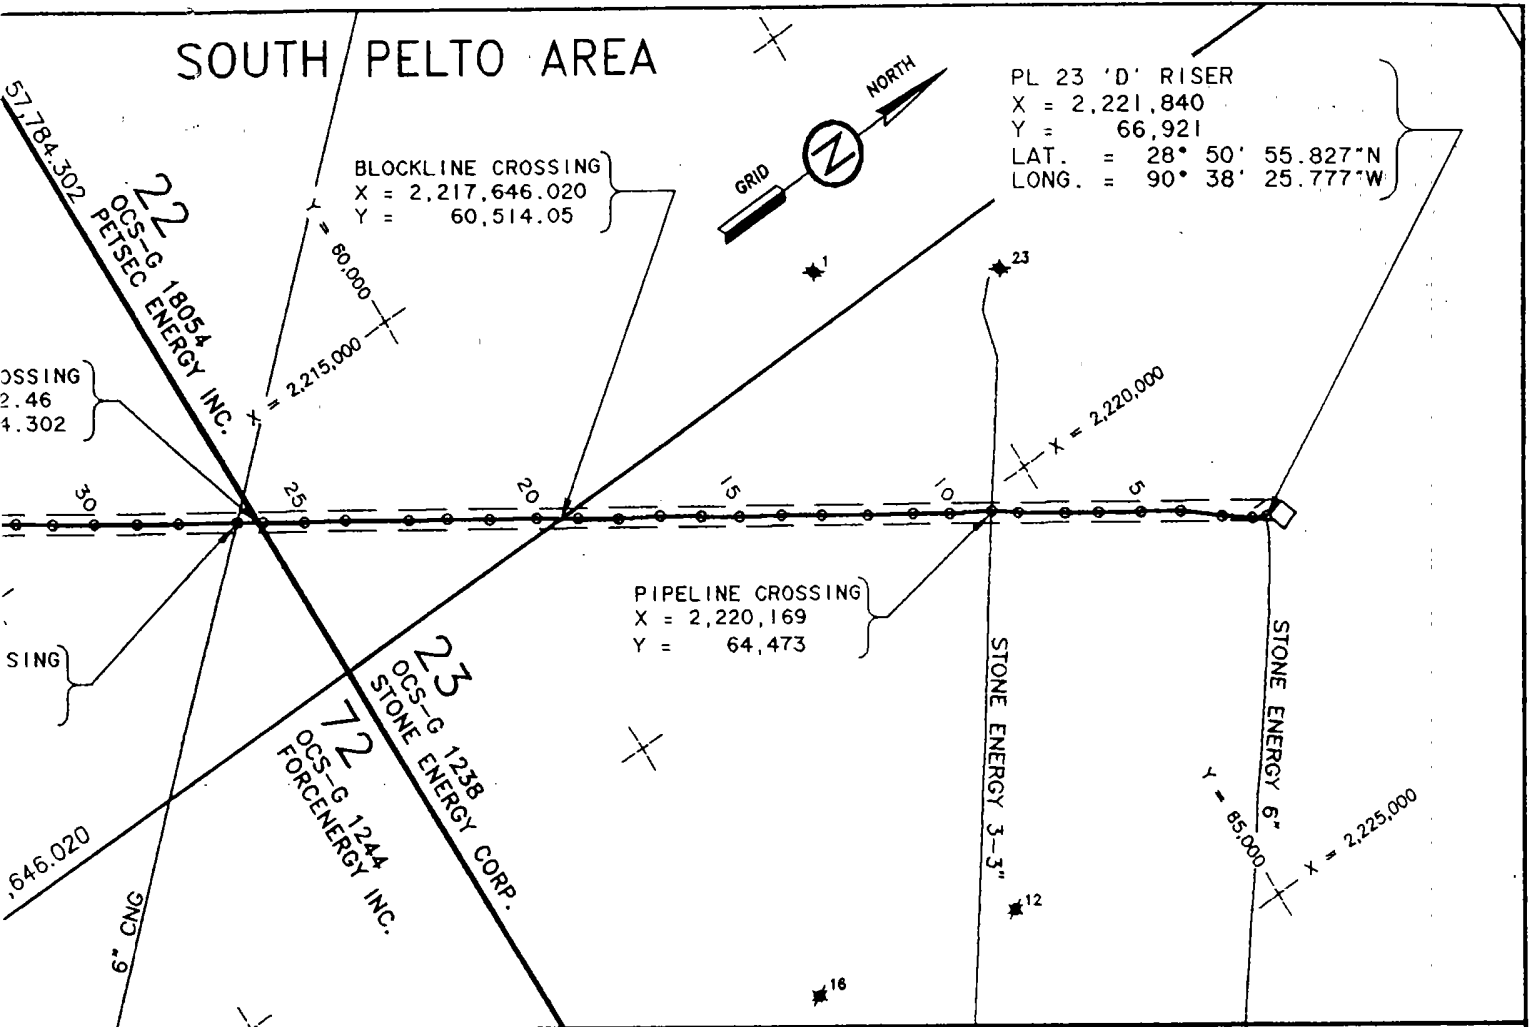 SOUTH PELTO AREA
57,784.302
22
OCS-G 18054
PETSEC ENERGY INC.
BLOCKLINE CROSSING
X = 2,217,646.020
Y = 60,514.05
GRID
N
NORTH
PL 23 'D' RISER
X = 2,221,840
Y = 66,921
LAT. = 28° 50' 55.827"N
LONG. = 90° 38' 25.777"W
Y = 60,000
X = 2,215,000
1
23
OSSING
2.46
4.302
X = 2,220,000
30
25
20
15
10
5
PIPELINE CROSSING
X = 2,220,169
Y = 64,473
SING
23
OCS-G 1238
STONE ENERGY CORP.
72
OCS-G 1244
FORCENERGY INC.
STONE ENERGY 3-3"
STONE ENERGY 6"
Y = 65,000
X = 2,225,000
,646.020
6" CNG
12
16